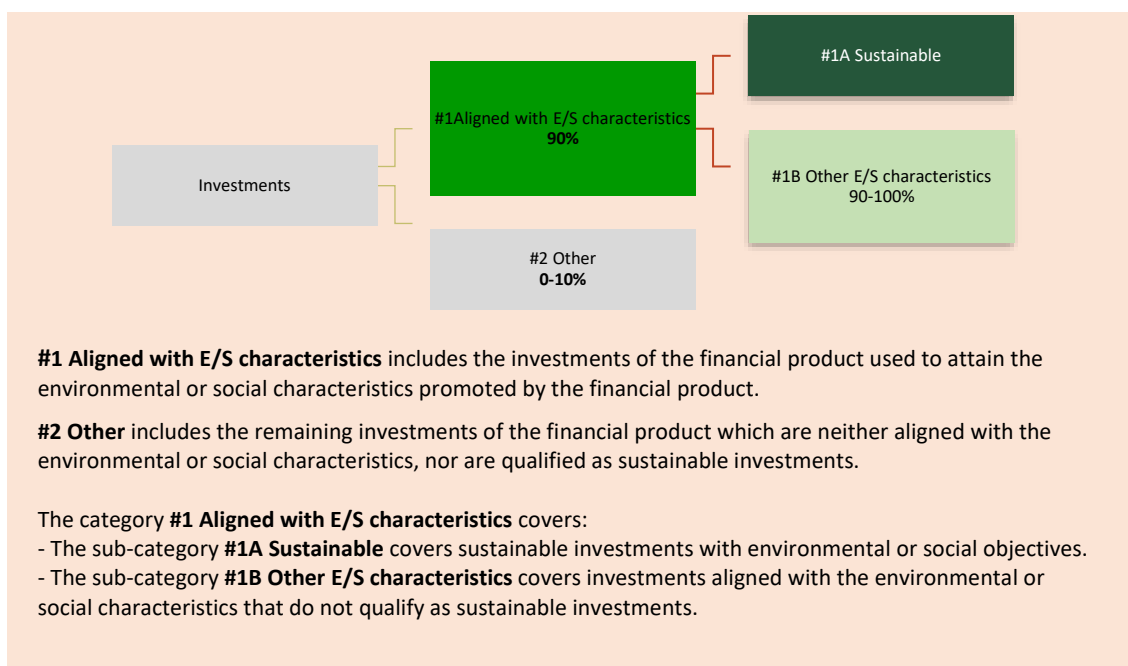 #1A Sustainable
#1Aligned with E/S characteristics
90%
Investments
#1B Other E/S characteristics
90-100%
#2 Other
0-10%
#1 Aligned with E/S characteristics includes the investments of the financial product used to attain the
environmental or social characteristics promoted by the financial product.
#2 Other includes the remaining investments of the financial product which are neither aligned with the
environmental or social characteristics, nor are qualified as sustainable investments.
The category #1 Aligned with E/S characteristics covers:
- The sub-category #1A Sustainable covers sustainable investments with environmental or social objectives.
- The sub-category #1B Other E/S characteristics covers investments aligned with the environmental or
social characteristics that do not qualify as sustainable investments.